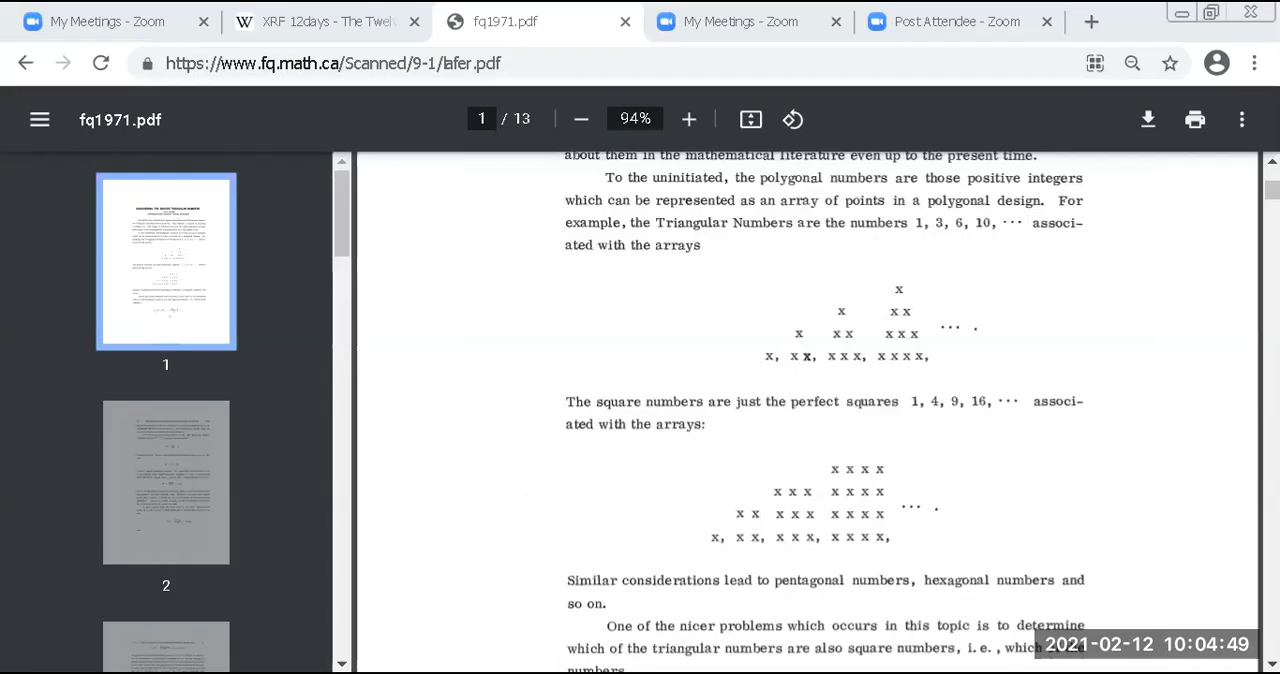 My Meetings - Zoom
XRF 12days - The Twel
fq1971.pdf
My Meetings - Zoom
Post Attendee - Zoom
https://www.fq.math.ca/Scanned/9-1/lafer.pdf
fq1971.pdf
1 / 13
94%
about them in the mathematical literature even up to the present time.
To the uninitiated, the polygonal numbers are those positive integers
which can be represented as an array of points in a polygonal design. For
example, the Triangular Numbers are the numbers 1, 3, 6, 10, ··· associ-
ated with the arrays
x
x x x
x x x x x x ··· .
x, x x, x x x, x x x x,
The square numbers are just the perfect squares 1, 4, 9, 16, ··· associ-
ated with the arrays:
x x x x
x x x x x x x
x x x x x x x x x ··· .
x, x x, x x x, x x x x,
Similar considerations lead to pentagonal numbers, hexagonal numbers and
so on.
One of the nicer problems which occurs in this topic is to determine
which of the triangular numbers are also square numbers, i.e., which
numbers
1
2
2021-02-12 10:04:49